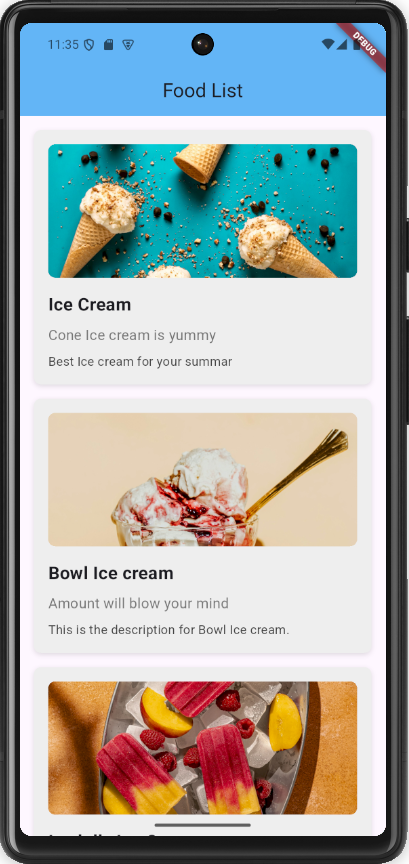 11:35
DEBUG
Food List
Ice Cream
Cone Ice cream is yummy
Best Ice cream for your summar
Bowl Ice cream
Amount will blow your mind
This is the description for Bowl Ice cream.